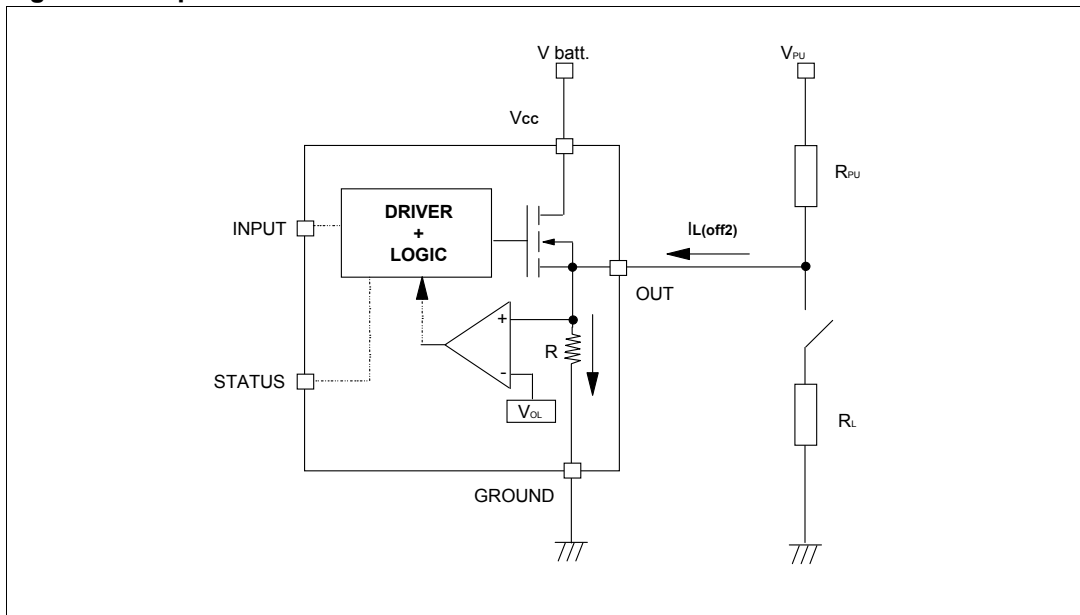 V batt.
VPU
Vcc
RPU
DRIVER
+
LOGIC
INPUT
IL(off2)
OUT
+
R
-
STATUS
VOL
RL
GROUND